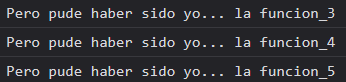 Pero pude haber sido yo... la funcion_3
Pero pude haber sido yo... la funcion_4
Pero pude haber sido yo... la funcion_5